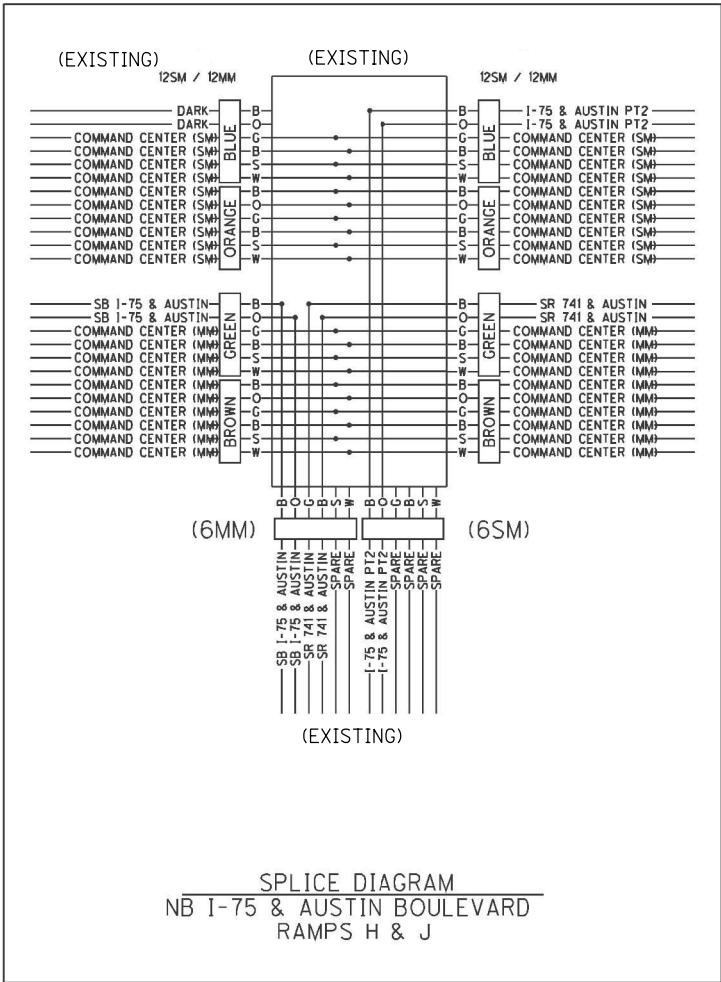 (EXISTING) (EXISTING)
12SM / 12MM 12SM / 12MM
DARK B B I-75 & AUSTIN PT2
DARK O O I-75 & AUSTIN PT2
COMMAND CENTER (SM) G G COMMAND CENTER (SM)
COMMAND CENTER (SM) B B COMMAND CENTER (SM)
COMMAND CENTER (SM) S S COMMAND CENTER (SM)
COMMAND CENTER (SM) W W COMMAND CENTER (SM)
BLUE BLUE
COMMAND CENTER (SM) B B COMMAND CENTER (SM)
COMMAND CENTER (SM) O O COMMAND CENTER (SM)
COMMAND CENTER (SM) G G COMMAND CENTER (SM)
COMMAND CENTER (SM) B B COMMAND CENTER (SM)
COMMAND CENTER (SM) S S COMMAND CENTER (SM)
COMMAND CENTER (SM) W W COMMAND CENTER (SM)
ORANGE ORANGE
SB I-75 & AUSTIN B B SR 741 & AUSTIN
SB I-75 & AUSTIN O O SR 741 & AUSTIN
COMMAND CENTER (MM) G G COMMAND CENTER (MM)
COMMAND CENTER (MM) B B COMMAND CENTER (MM)
COMMAND CENTER (MM) S S COMMAND CENTER (MM)
COMMAND CENTER (MM) W W COMMAND CENTER (MM)
GREEN GREEN
COMMAND CENTER (MM) B B COMMAND CENTER (MM)
COMMAND CENTER (MM) O O COMMAND CENTER (MM)
COMMAND CENTER (MM) G G COMMAND CENTER (MM)
COMMAND CENTER (MM) B B COMMAND CENTER (MM)
COMMAND CENTER (MM) S S COMMAND CENTER (MM)
COMMAND CENTER (MM) W W COMMAND CENTER (MM)
BROWN BROWN
B O G B S W B O G B S W
(6MM) (6SM)
SB I-75 & AUSTIN
SB I-75 & AUSTIN
SR 741 & AUSTIN
SR 741 & AUSTIN
SPARE
SPARE
I-75 & AUSTIN PT2
I-75 & AUSTIN PT2
SPARE
SPARE
SPARE
SPARE
(EXISTING)
SPLICE DIAGRAM
NB I-75 & AUSTIN BOULEVARD
RAMPS H & J